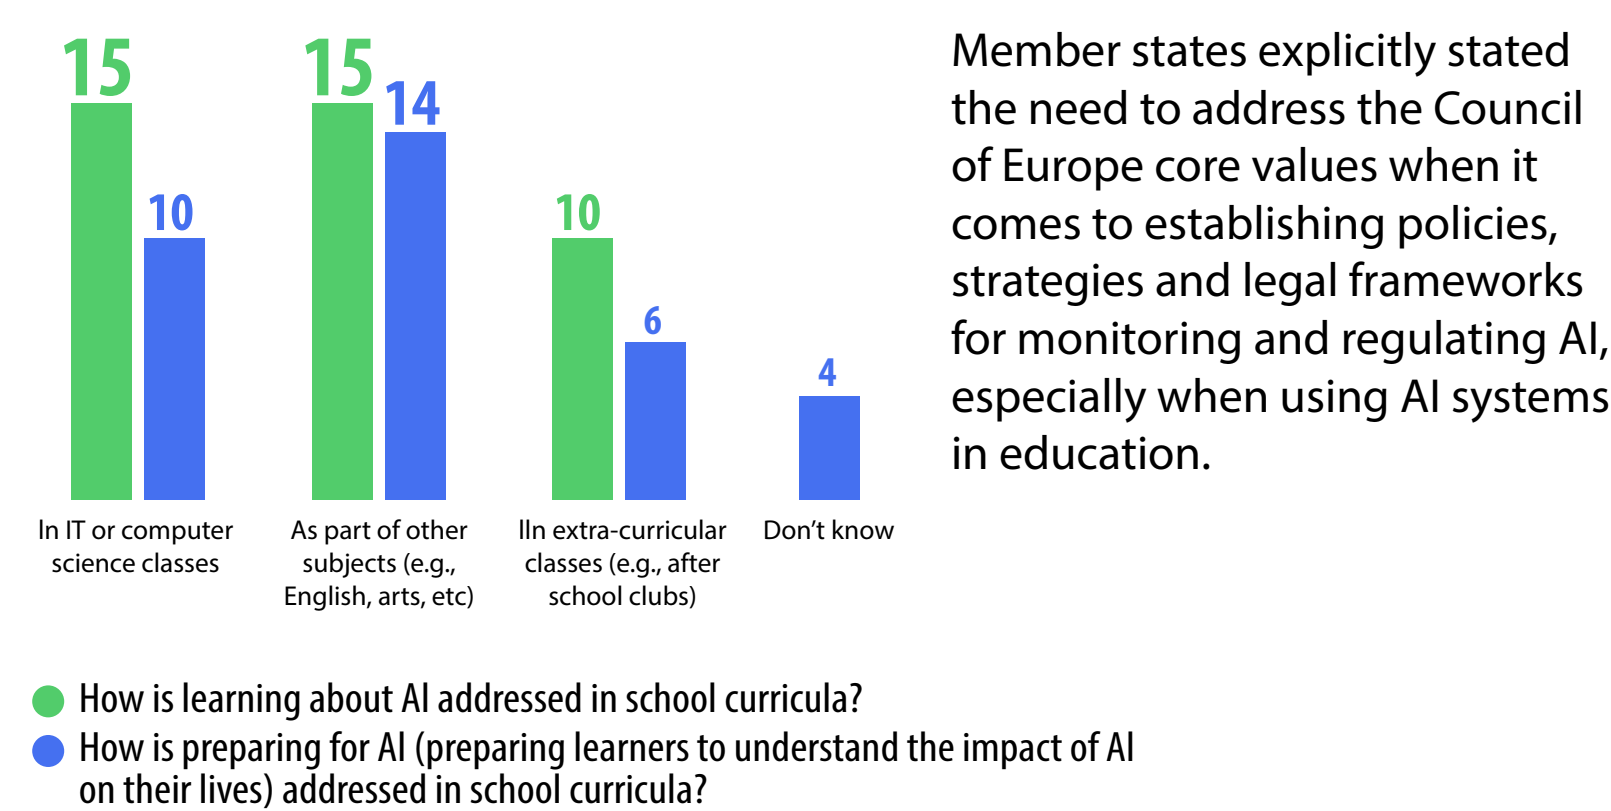 15
10
15
14
10
6
4
In IT or computer
science classes
As part of other
subjects (e.g.,
English, arts, etc)
IIn extra-curricular
classes (e.g., after
school clubs)
Don't know
Member states explicitly stated
the need to address the Council
of Europe core values when it
comes to establishing policies,
strategies and legal frameworks
for monitoring and regulating AI,
especially when using AI systems
in education.
How is learning about AI addressed in school curricula?
How is preparing for AI (preparing learners to understand the impact of AI
on their lives) addressed in school curricula?